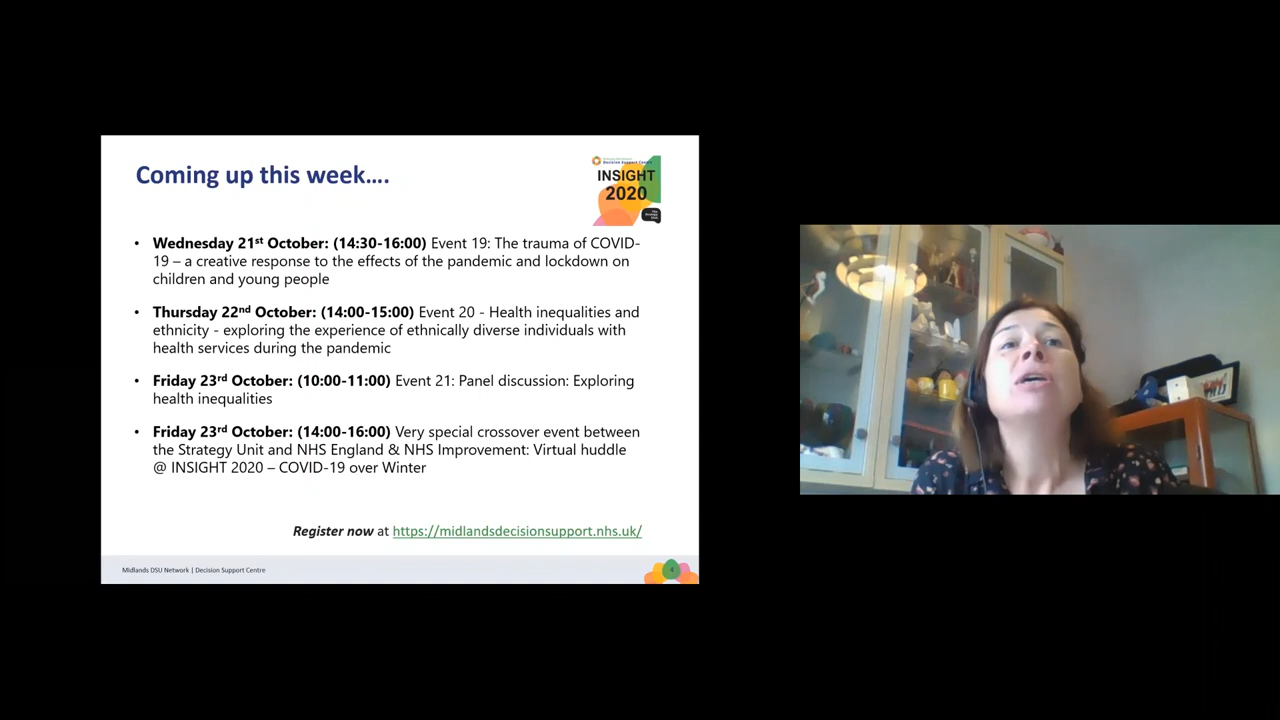 Coming up this week….
Decision Support Centre
INSIGHT
2020
• Wednesday 21st October: (14:30-16:00) Event 19: The trauma of COVID-
19 – a creative response to the effects of the pandemic and lockdown on
children and young people
• Thursday 22nd October: (14:00-15:00) Event 20 - Health inequalities and
ethnicity - exploring the experience of ethnically diverse individuals with
health services during the pandemic
• Friday 23rd October: (10:00-11:00) Event 21: Panel discussion: Exploring
health inequalities
• Friday 23rd October: (14:00-16:00) Very special crossover event between
the Strategy Unit and NHS England & NHS Improvement: Virtual huddle
@ INSIGHT 2020 – COVID-19 over Winter
Register now at https://midlandsdecisionsupport.nhs.uk/
Midlands DSU Network | Decision Support Centre
4